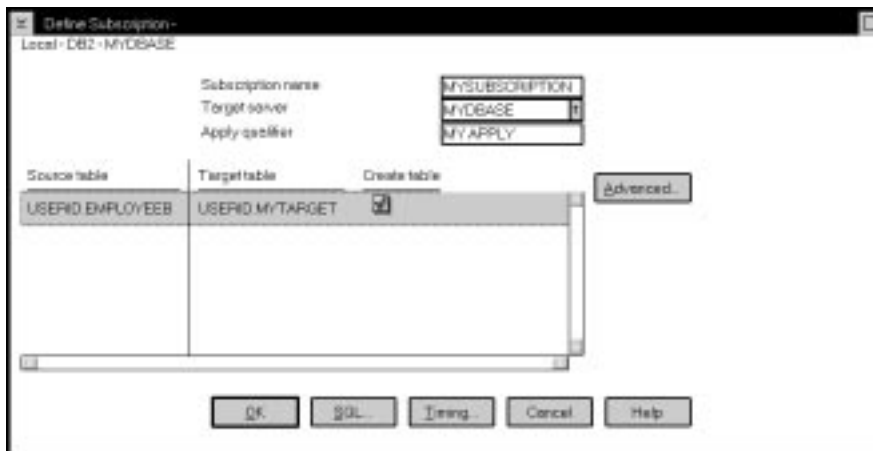 Define Subscription -
Local - DB2 - MYDBASE
Subscription name MYSUBSCRIPTION
Target server MYDBASE
Apply qualifier MY APPLY
Source table Target table Create table
Advanced...
USERID.EMPLOYEEB USERID.MYTARGET
OK SQL... Timing... Cancel Help